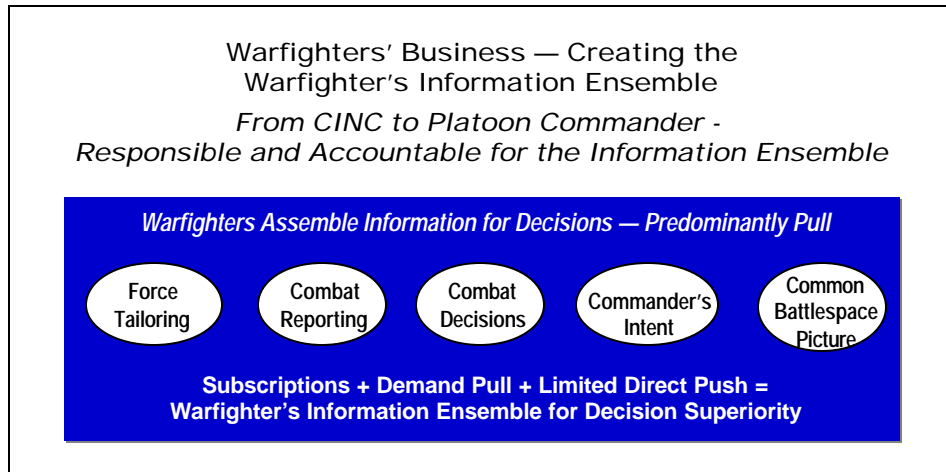 Warfighters' Business — Creating the
Warfighter's Information Ensemble
From CINC to Platoon Commander -
Responsible and Accountable for the Information Ensemble
Warfighters Assemble Information for Decisions — Predominantly Pull
Force
Tailoring
Combat
Reporting
Combat
Decisions
Commander's
Intent
Common
Battlespace
Picture
Subscriptions + Demand Pull + Limited Direct Push =
Warfighter's Information Ensemble for Decision Superiority